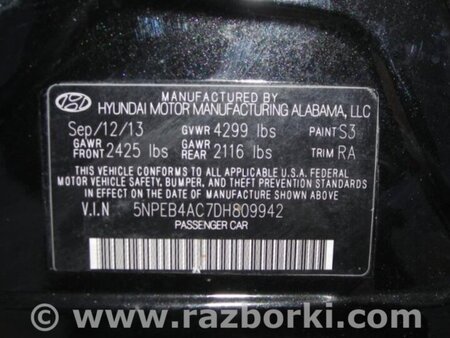 MANUFACTURED BY
HYUNDAI MOTOR MANUFACTURING ALABAMA, LLC
Sep/12/13 GVWR 4299 lbs PAINT S3
GAWR FRONT 2425 lbs GAWR REAR 2116 lbs TRIM RA
THIS VEHICLE CONFORMS TO ALL APPLICABLE U.S.A. FEDERAL
MOTOR VEHICLE SAFETY, BUMPER, AND THEFT PREVENTION STANDARDS
IN EFFECT ON THE DATE OF MANUFACTURE SHOWN ABOVE.
V.I.N 5NPEB4AC7DH809942
PASSENGER CAR
© www.razborki.com